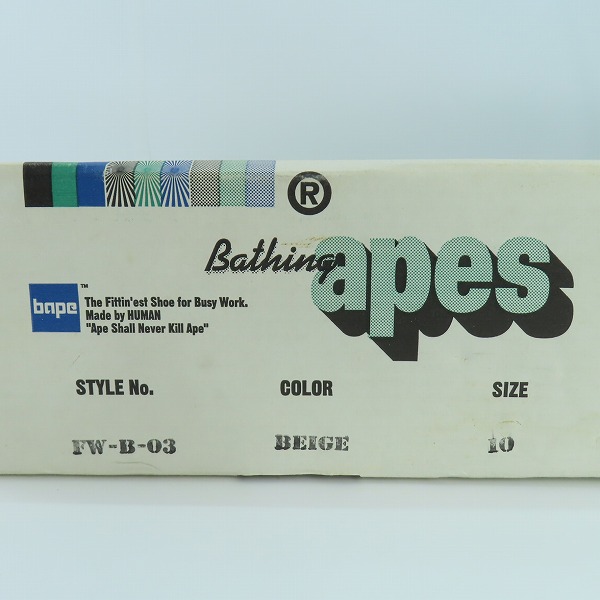 ®
Bathing apes
bape™
The Fittin'est Shoe for Busy Work.
Made by HUMAN
"Ape Shall Never Kill Ape"
STYLE No. COLOR SIZE
FW-B-03 BEIGE 10